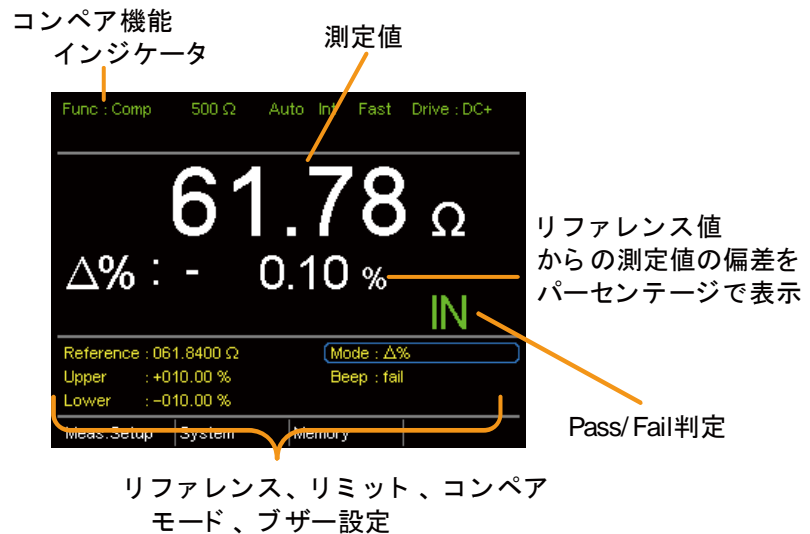 コンペア機能
インジケータ
測定値
Func : Comp 500 Ω Auto Int Fast Drive : DC+
61.78 Ω
Δ% : - 0.10 %
IN
リファレンス値
からの測定値の偏差を
パーセンテージで表示
Reference : 061.8400 Ω Mode : Δ%
Upper : +010.00 % Beep : fail
Lower : -010.00 %
Meas.Setup System Memory
Pass/Fail判定
リファレンス、リミット、コンペア
モード、ブザー設定